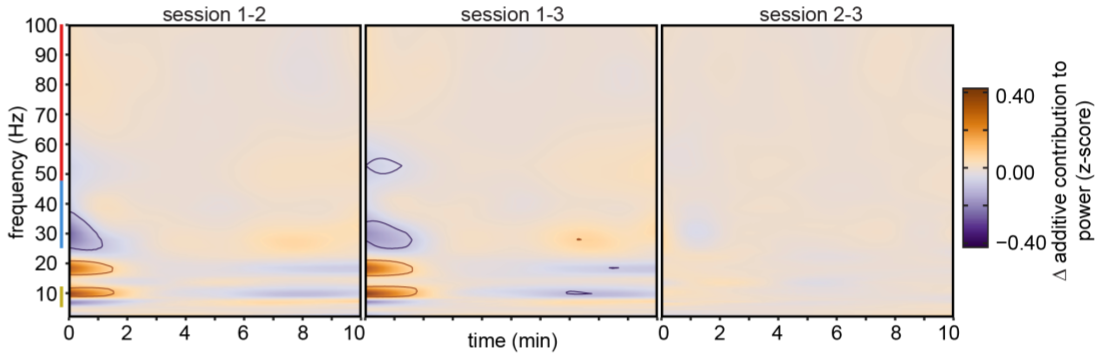 session 1-2
session 1-3
session 2-3
frequency (Hz)
100
90
80
70
60
50
40
30
20
10
0 2 4 6 8 10
time (min)
0 2 4 6 8 10
0.40
0.00
−0.40
Δ additive contribution to
power (z-score)